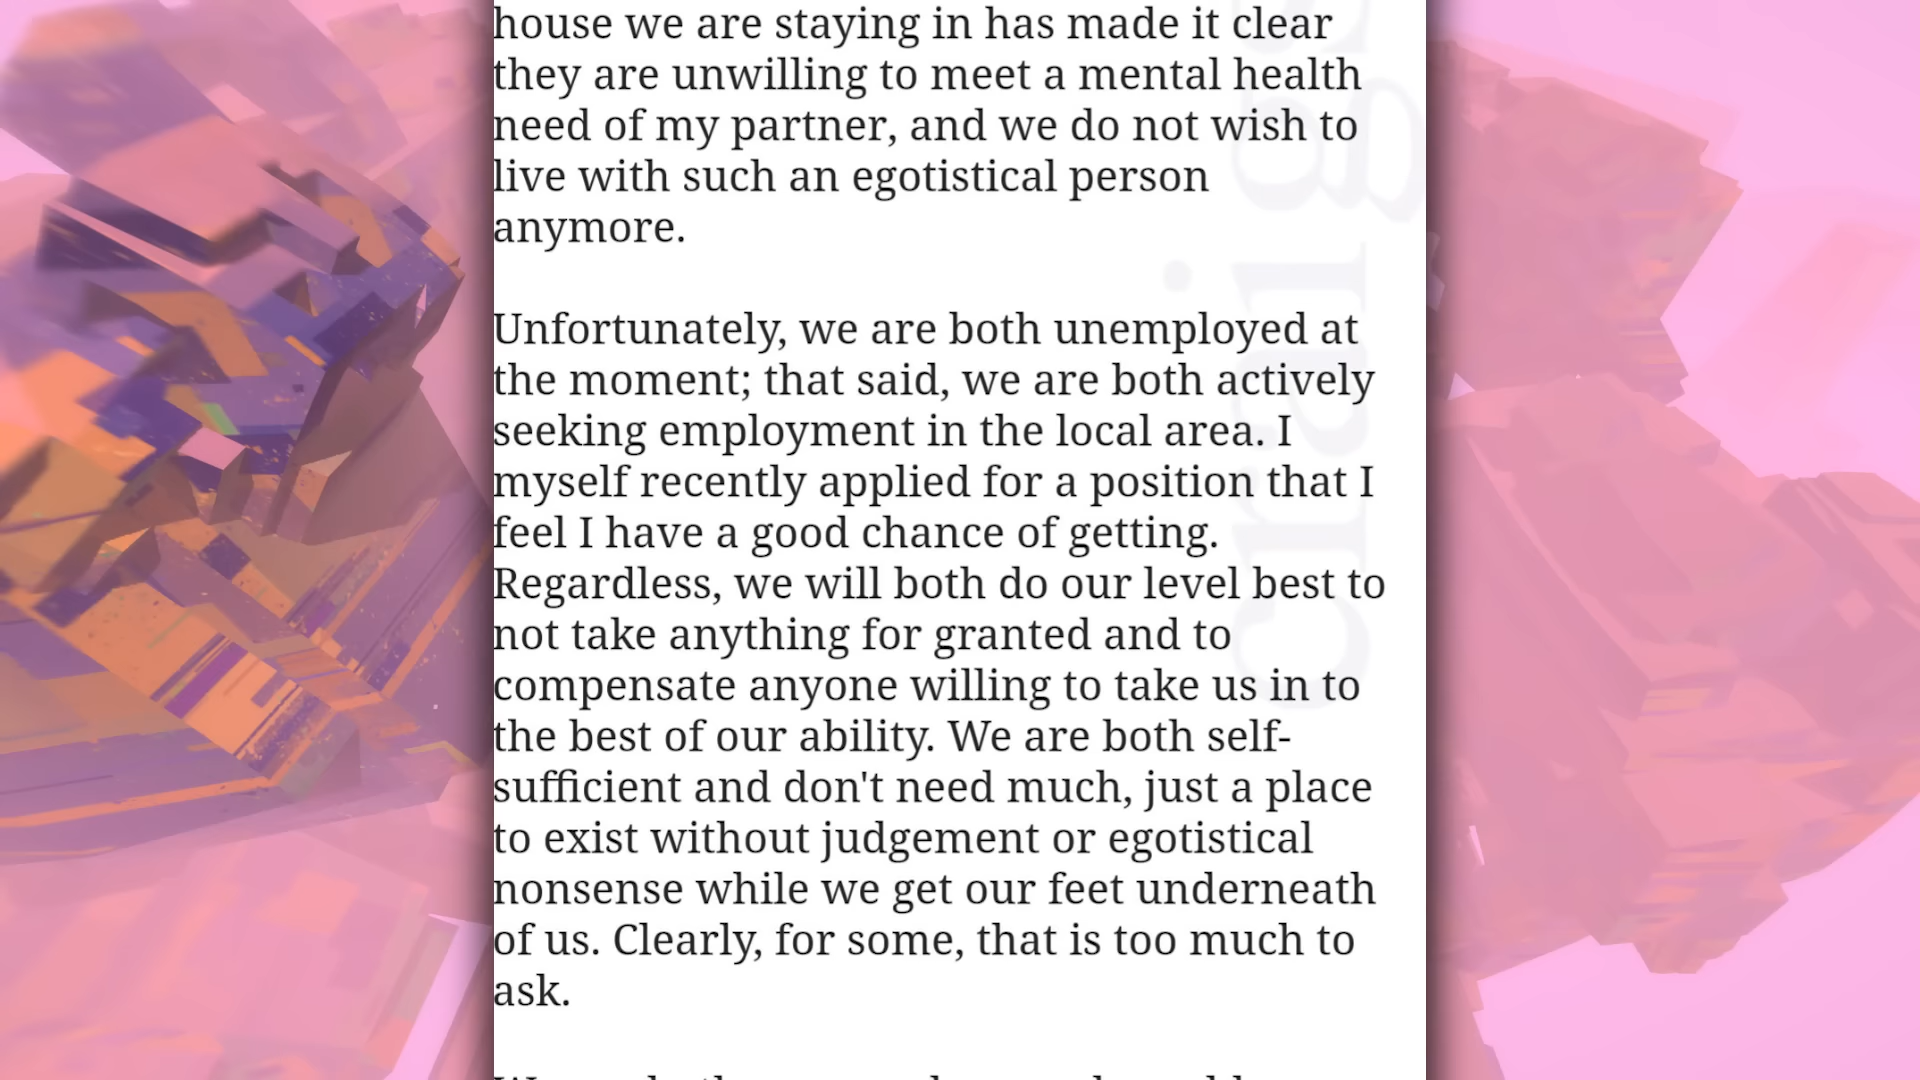 house we are staying in has made it clear
they are unwilling to meet a mental health
need of my partner, and we do not wish to
live with such an egotistical person
anymore.
Unfortunately, we are both unemployed at
the moment; that said, we are both actively
seeking employment in the local area. I
myself recently applied for a position that I
feel I have a good chance of getting.
Regardless, we will both do our level best to
not take anything for granted and to
compensate anyone willing to take us in to
the best of our ability. We are both self-
sufficient and don't need much, just a place
to exist without judgement or egotistical
nonsense while we get our feet underneath
of us. Clearly, for some, that is too much to
ask.
craigs